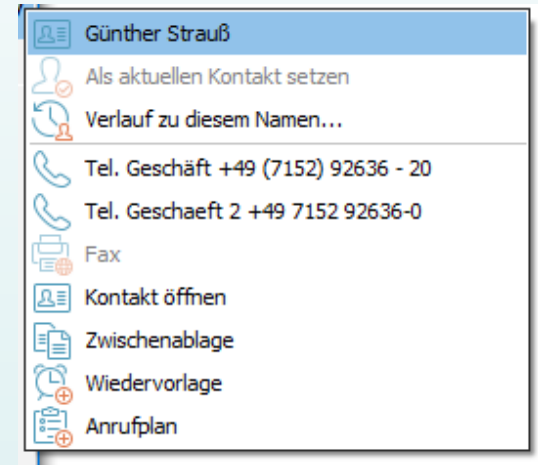 Günther Strauß
Als aktuellen Kontakt setzen
Verlauf zu diesem Namen...
Tel. Geschäft +49 (7152) 92636 - 20
Tel. Geschaeft 2 +49 7152 92636-0
Fax
Kontakt öffnen
Zwischenablage
Wiedervorlage
Anrufplan